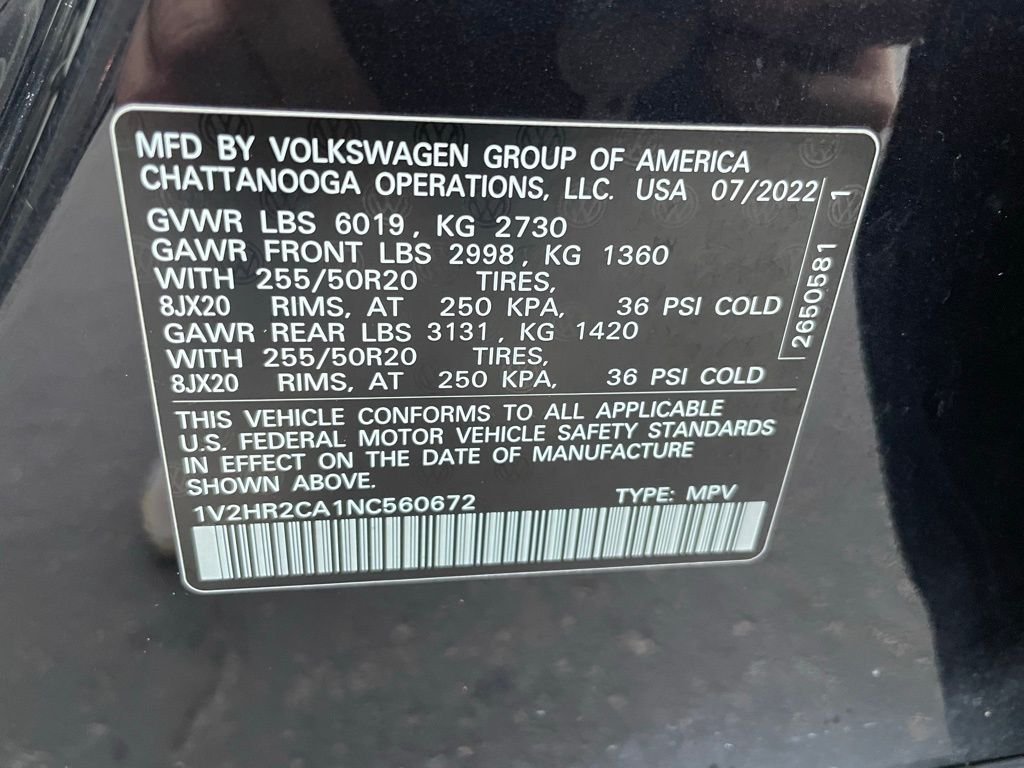 MFD BY VOLKSWAGEN GROUP OF AMERICA
CHATTANOOGA OPERATIONS, LLC. USA 07/2022
GVWR LBS 6019, KG 2730
GAWR FRONT LBS 2998, KG 1360
WITH 255/50R20 TIRES,
8JX20 RIMS, AT 250 KPA, 36 PSI COLD
GAWR REAR LBS 3131, KG 1420
WITH 255/50R20 TIRES,
8JX20 RIMS, AT 250 KPA, 36 PSI COLD
2650581 1
THIS VEHICLE CONFORMS TO ALL APPLICABLE
U.S. FEDERAL MOTOR VEHICLE SAFETY STANDARDS
IN EFFECT ON THE DATE OF MANUFACTURE
SHOWN ABOVE.
1V2HR2CA1NC560672 TYPE: MPV